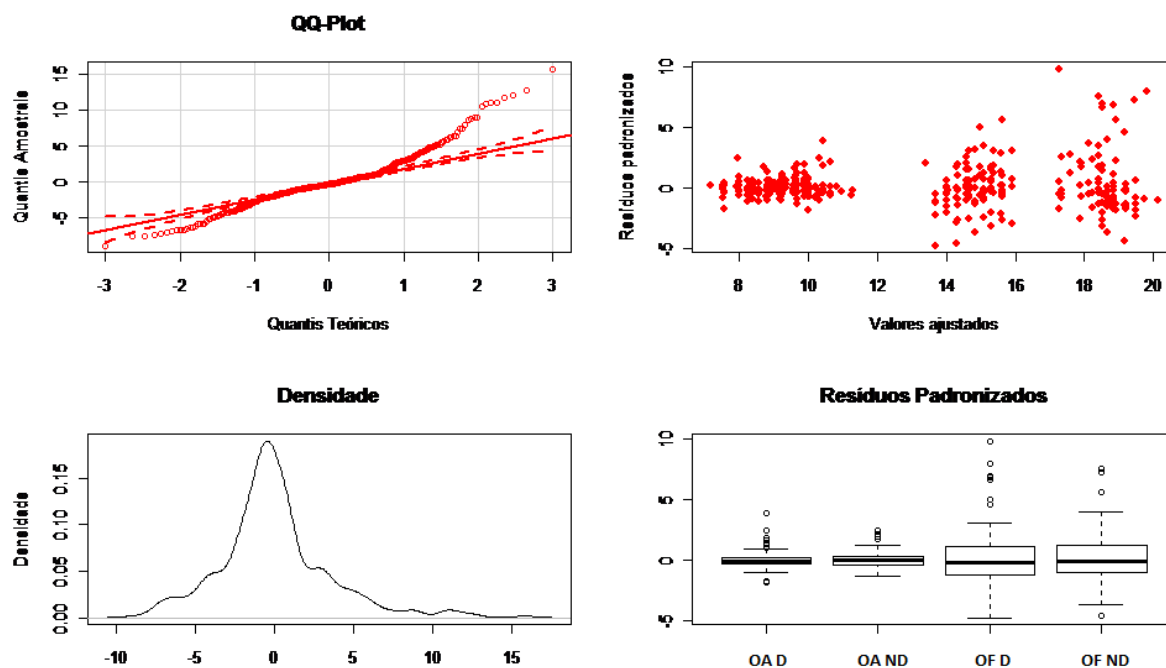 QQ-Plot
Quantis Amostrais
15
10
5
0
-5
-3 -2 -1 0 1 2 3
Quantis Teóricos
Resíduos padronizados
10
5
0
-5
8 10 12 14 16 18 20
Valores ajustados
Densidade
Densidade
0.15
0.10
0.05
0.00
-10 -5 0 5 10 15
Resíduos Padronizados
10
5
0
-5
OA D OA ND OF D OF ND